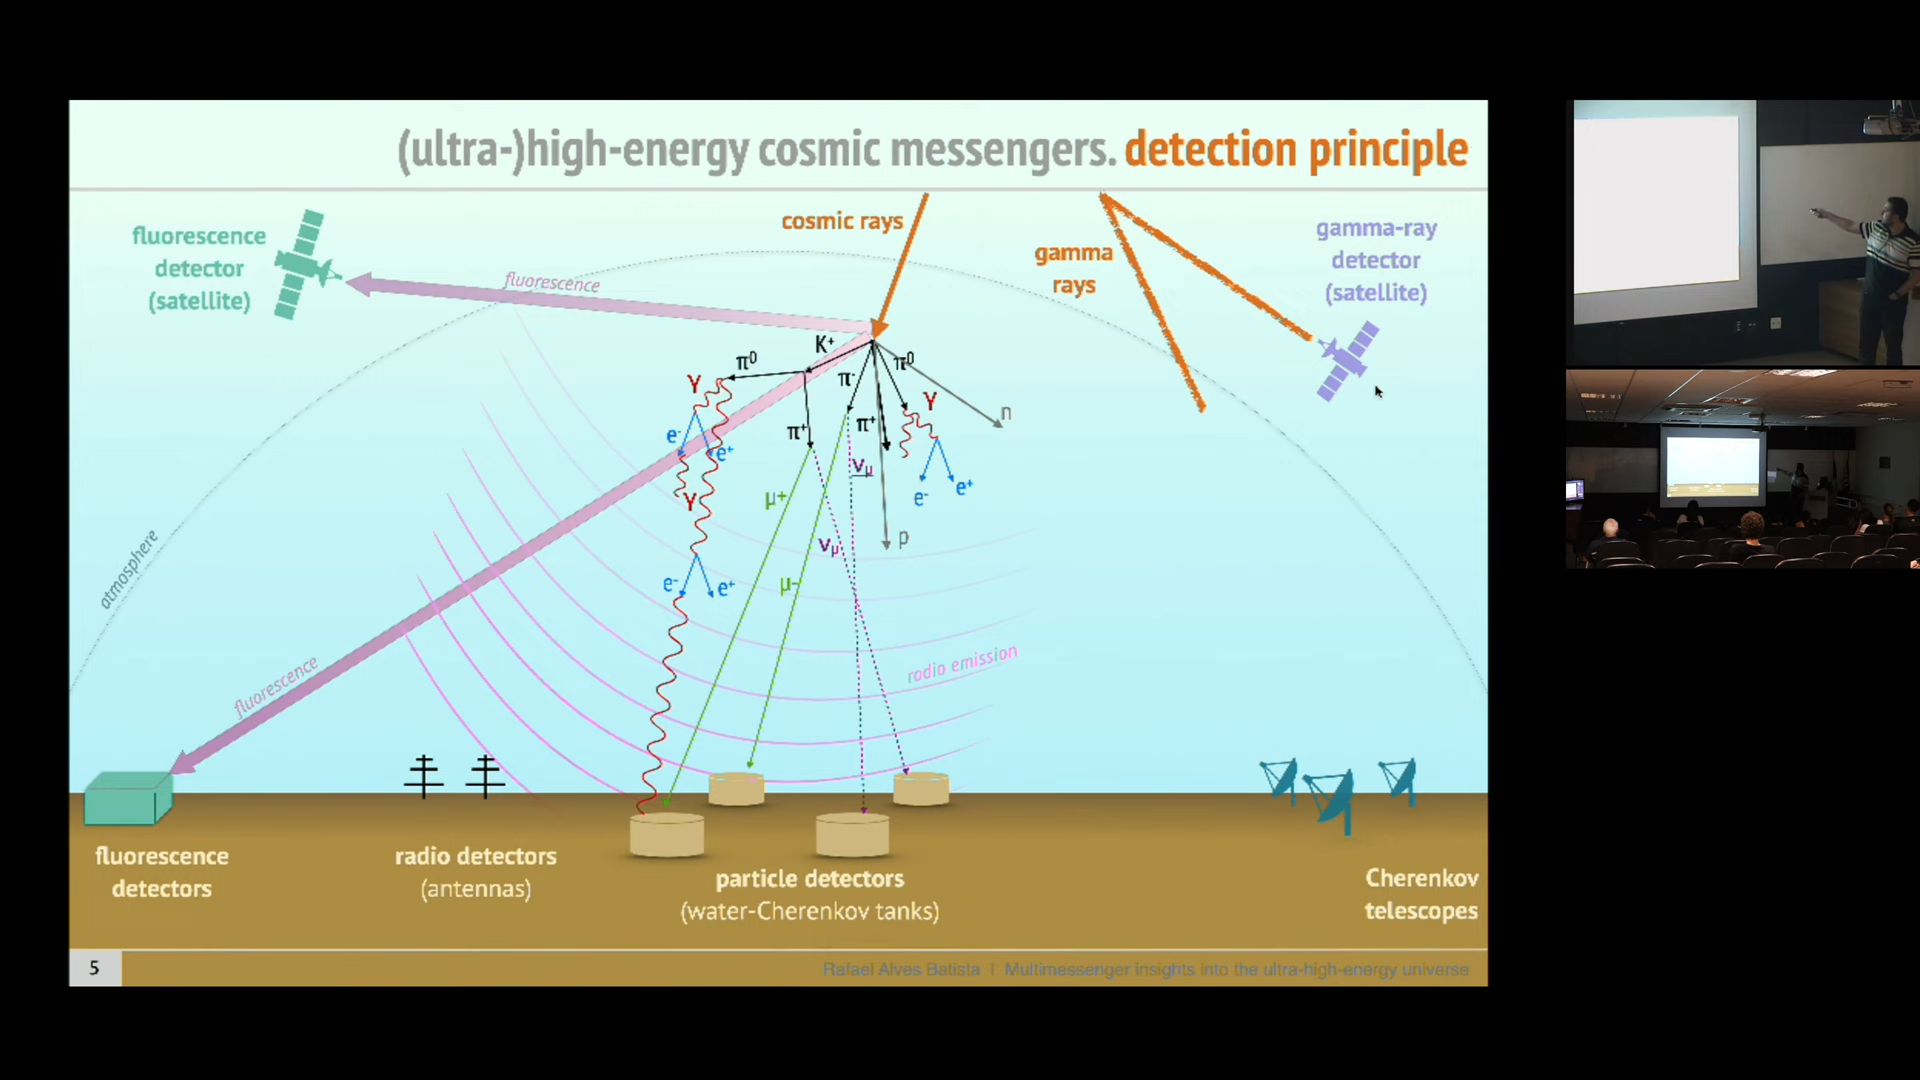 (ultra-)high-energy cosmic messengers. detection principle
fluorescence
detector
(satellite)
fluorescence
cosmic rays
gamma
rays
gamma-ray
detector
(satellite)
atmosphere
K⁺
π⁰
π⁻
π⁰
γ
γ
n
π⁺
π⁺
e⁻
e⁺
νμ
e⁻
e⁺
γ
μ+
νμ
p
μ-
e⁻
e⁺
radio emission
fluorescence
fluorescence
detectors
radio detectors
(antennas)
particle detectors
(water-Cherenkov tanks)
Cherenkov
telescopes
5
Rafael Alves Batista | Multimessenger insights into the ultra-high-energy universe